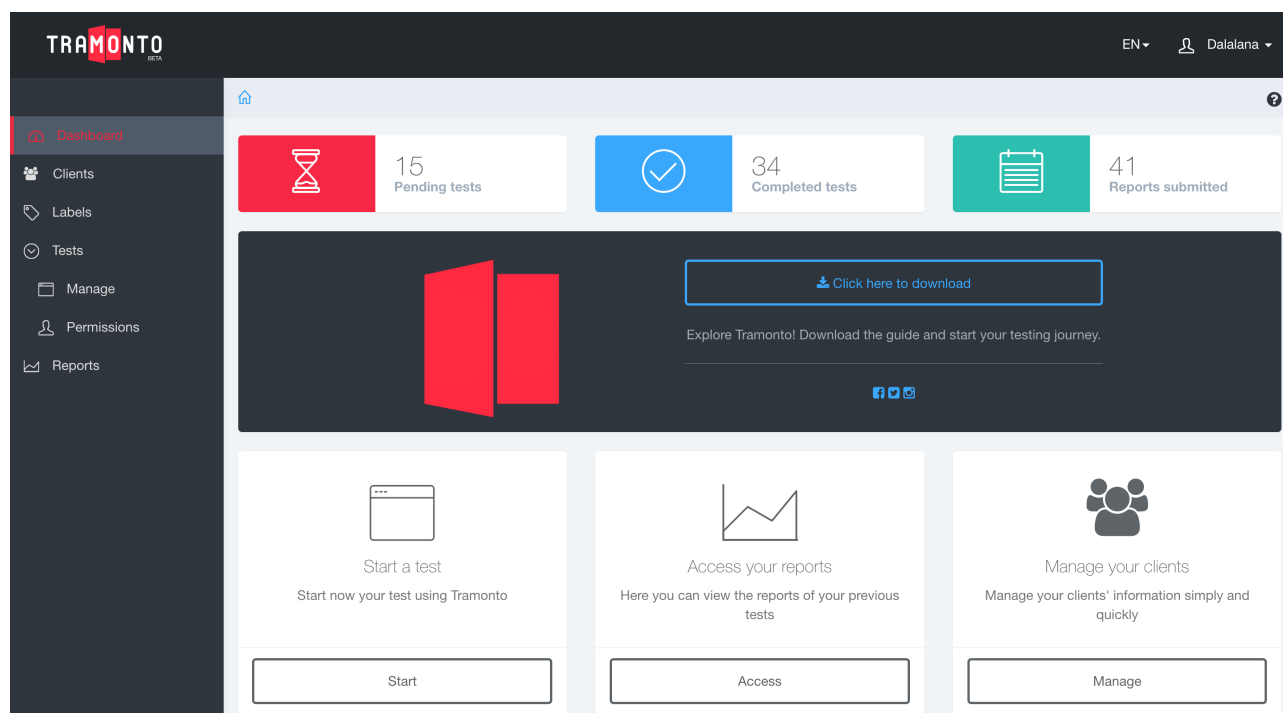 TRAMONTO
BETA
EN
Dalalana
Dashboard
Clients
Labels
Tests
Manage
Permissions
Reports
15
Pending tests
34
Completed tests
41
Reports submitted
Click here to download
Explore Tramonto! Download the guide and start your testing journey.
Start a test
Start now your test using Tramonto
Start
Access your reports
Here you can view the reports of your previous
tests
Access
Manage your clients
Manage your clients' information simply and
quickly
Manage